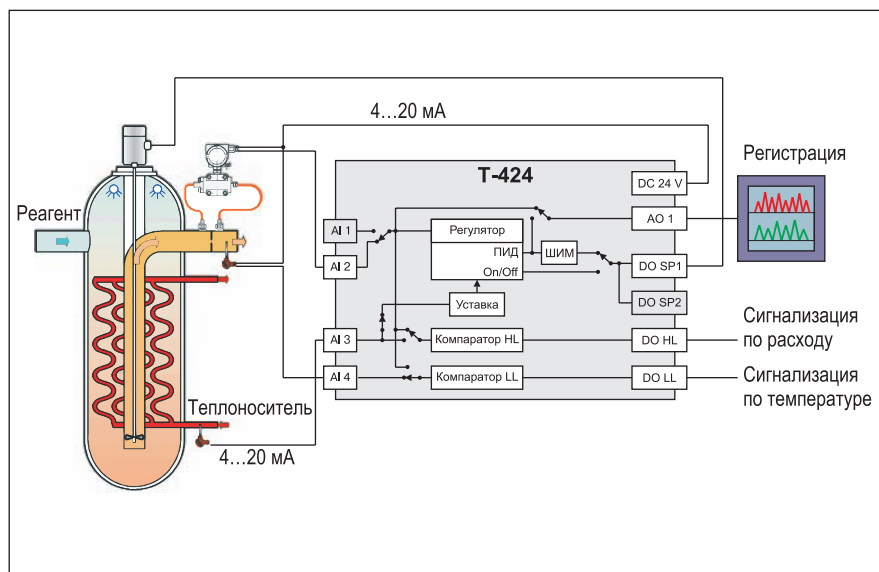 4...20 мА
Т-424
DC 24 V
Регистрация
Реагент
AI 1
Регулятор
AO 1
ПИД
ШИМ
AI 2
On/Off
DO SP1
Уставка
DO SP2
AI 3
Компаратор HL
DO HL
Сигнализация
по расходу
AI 4
Компаратор LL
DO LL
Сигнализация
по температуре
Теплоноситель
4...20 мА